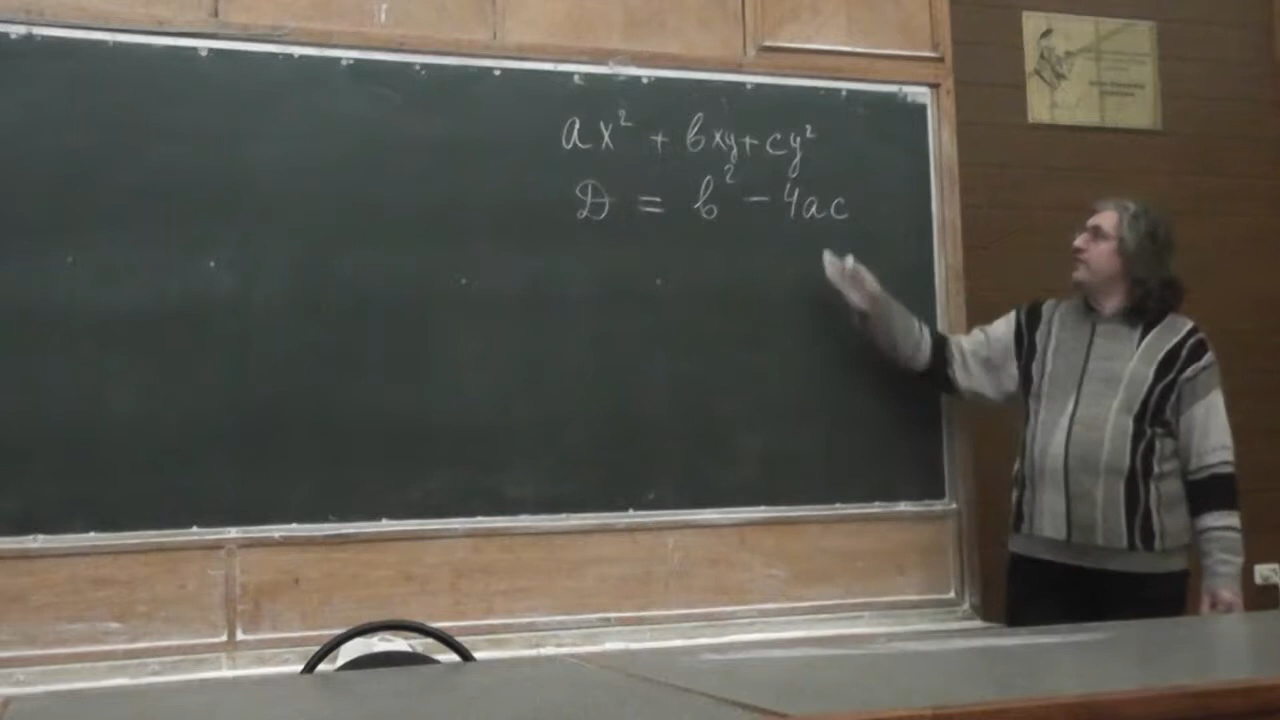 ax² + bxy + cy²
D = b² - 4ac